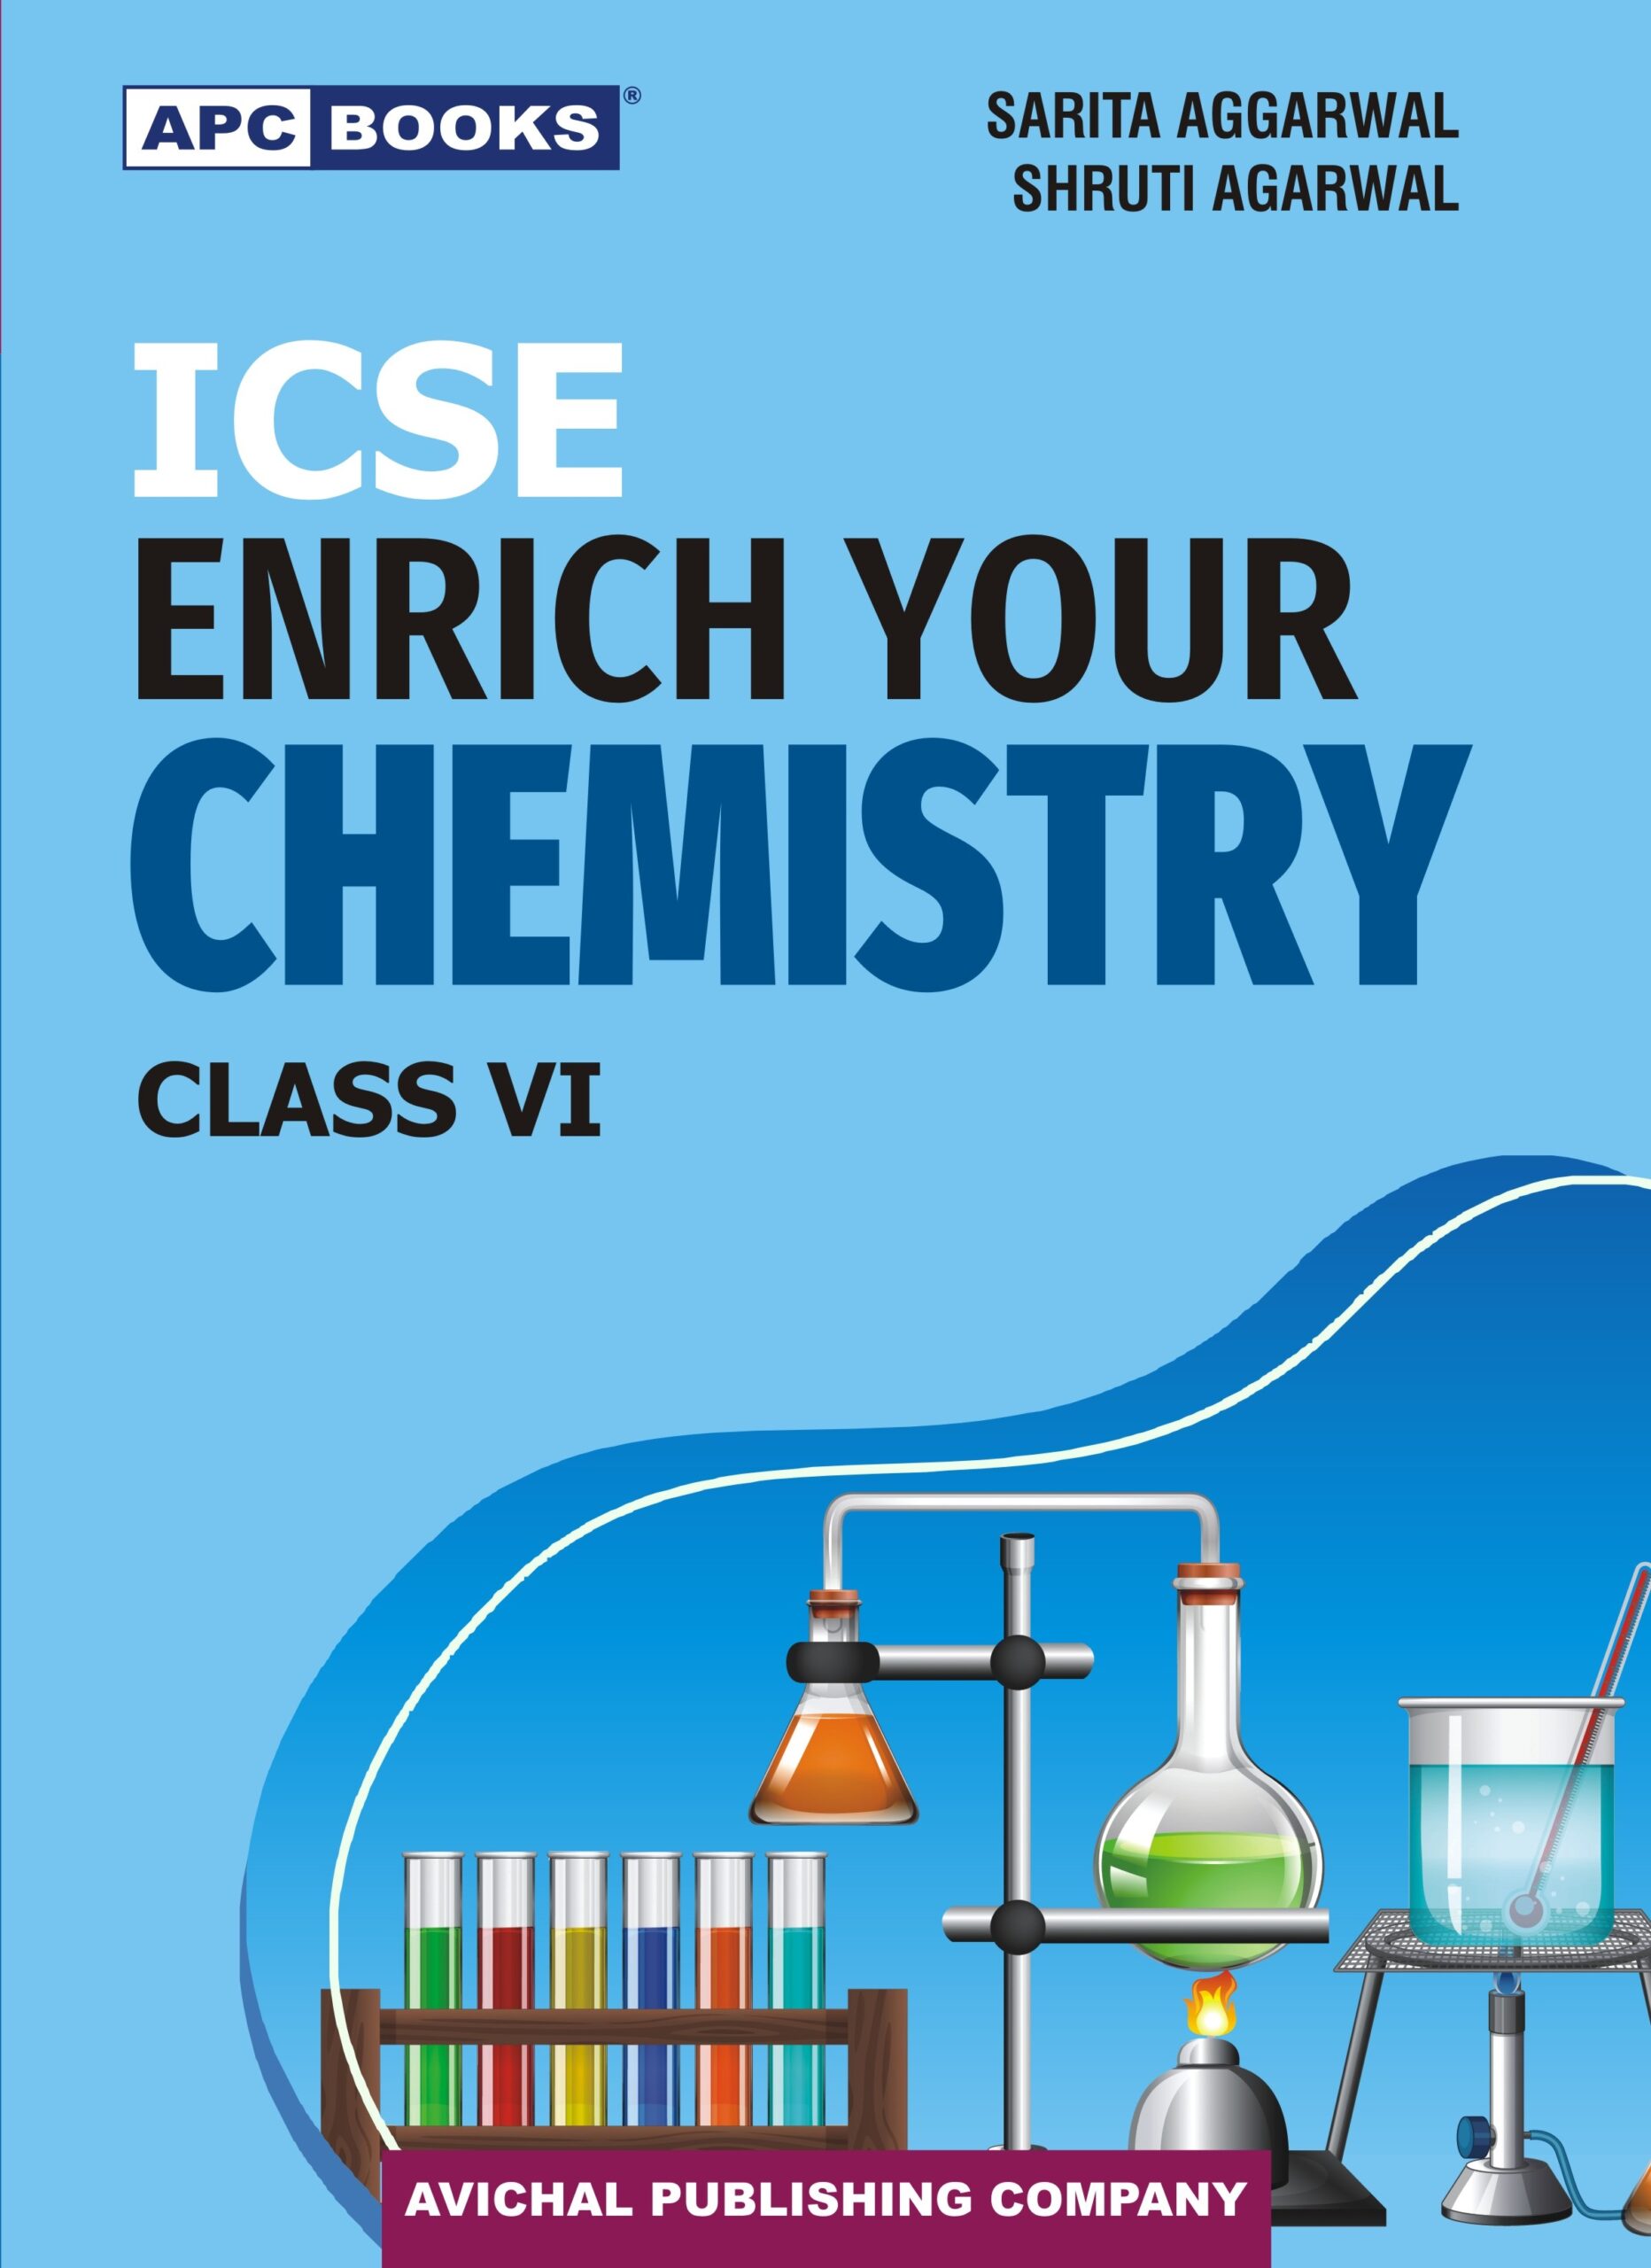 APC BOOKS ®
SARITA AGGARWAL
SHRUTI AGARWAL
ICSE
ENRICH YOUR
CHEMISTRY
CLASS VI
AVICHAL PUBLISHING COMPANY